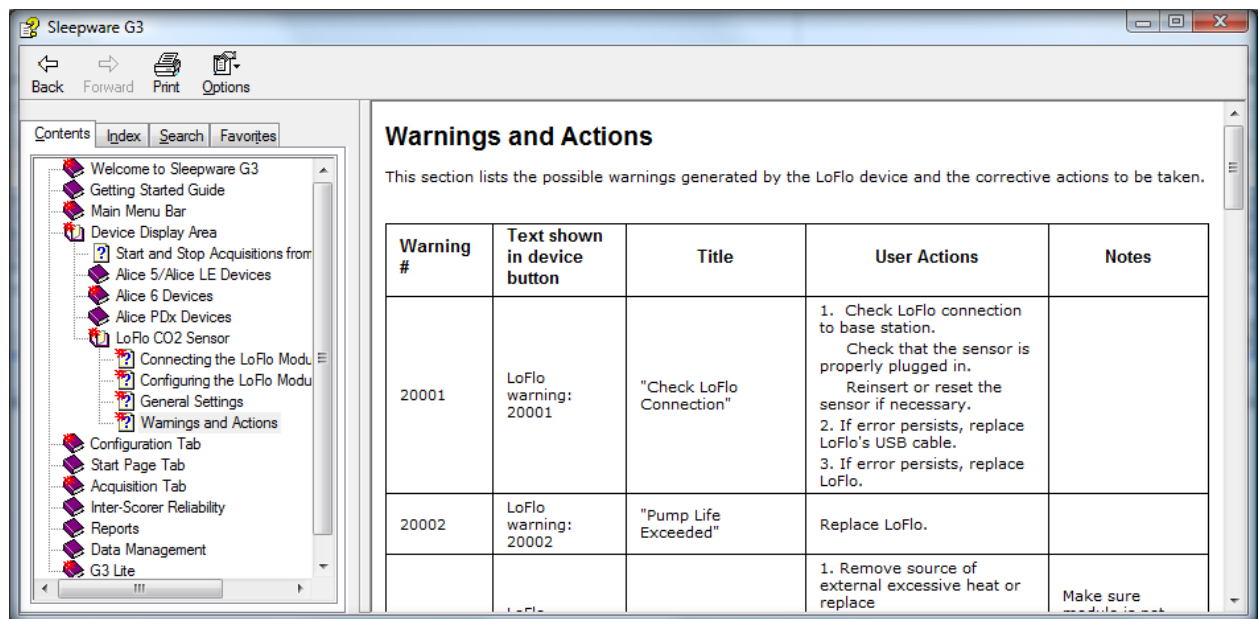 Sleepware G3
Back Forward Print Options
Contents Index Search Favorites
Welcome to Sleepware G3
Getting Started Guide
Main Menu Bar
Device Display Area
Start and Stop Acquisitions from
Alice 5/Alice LE Devices
Alice 6 Devices
Alice PDx Devices
LoFlo CO2 Sensor
Connecting the LoFlo Modu
Configuring the LoFlo Modu
General Settings
Warnings and Actions
Configuration Tab
Start Page Tab
Acquisition Tab
Inter-Scorer Reliability
Reports
Data Management
G3 Lite
Warnings and Actions
This section lists the possible warnings generated by the LoFlo device and the corrective actions to be taken.
Warning
#
Text shown
in device
button
Title
User Actions
Notes
20001
LoFlo
warning:
20001
"Check LoFlo
Connection"
1. Check LoFlo connection
to base station.
Check that the sensor is
properly plugged in.
Reinsert or reset the
sensor if necessary.
2. If error persists, replace
LoFlo's USB cable.
3. If error persists, replace
LoFlo.
20002
LoFlo
warning:
20002
"Pump Life
Exceeded"
Replace LoFlo.
1. Remove source of
external excessive heat or
replace
Make sure